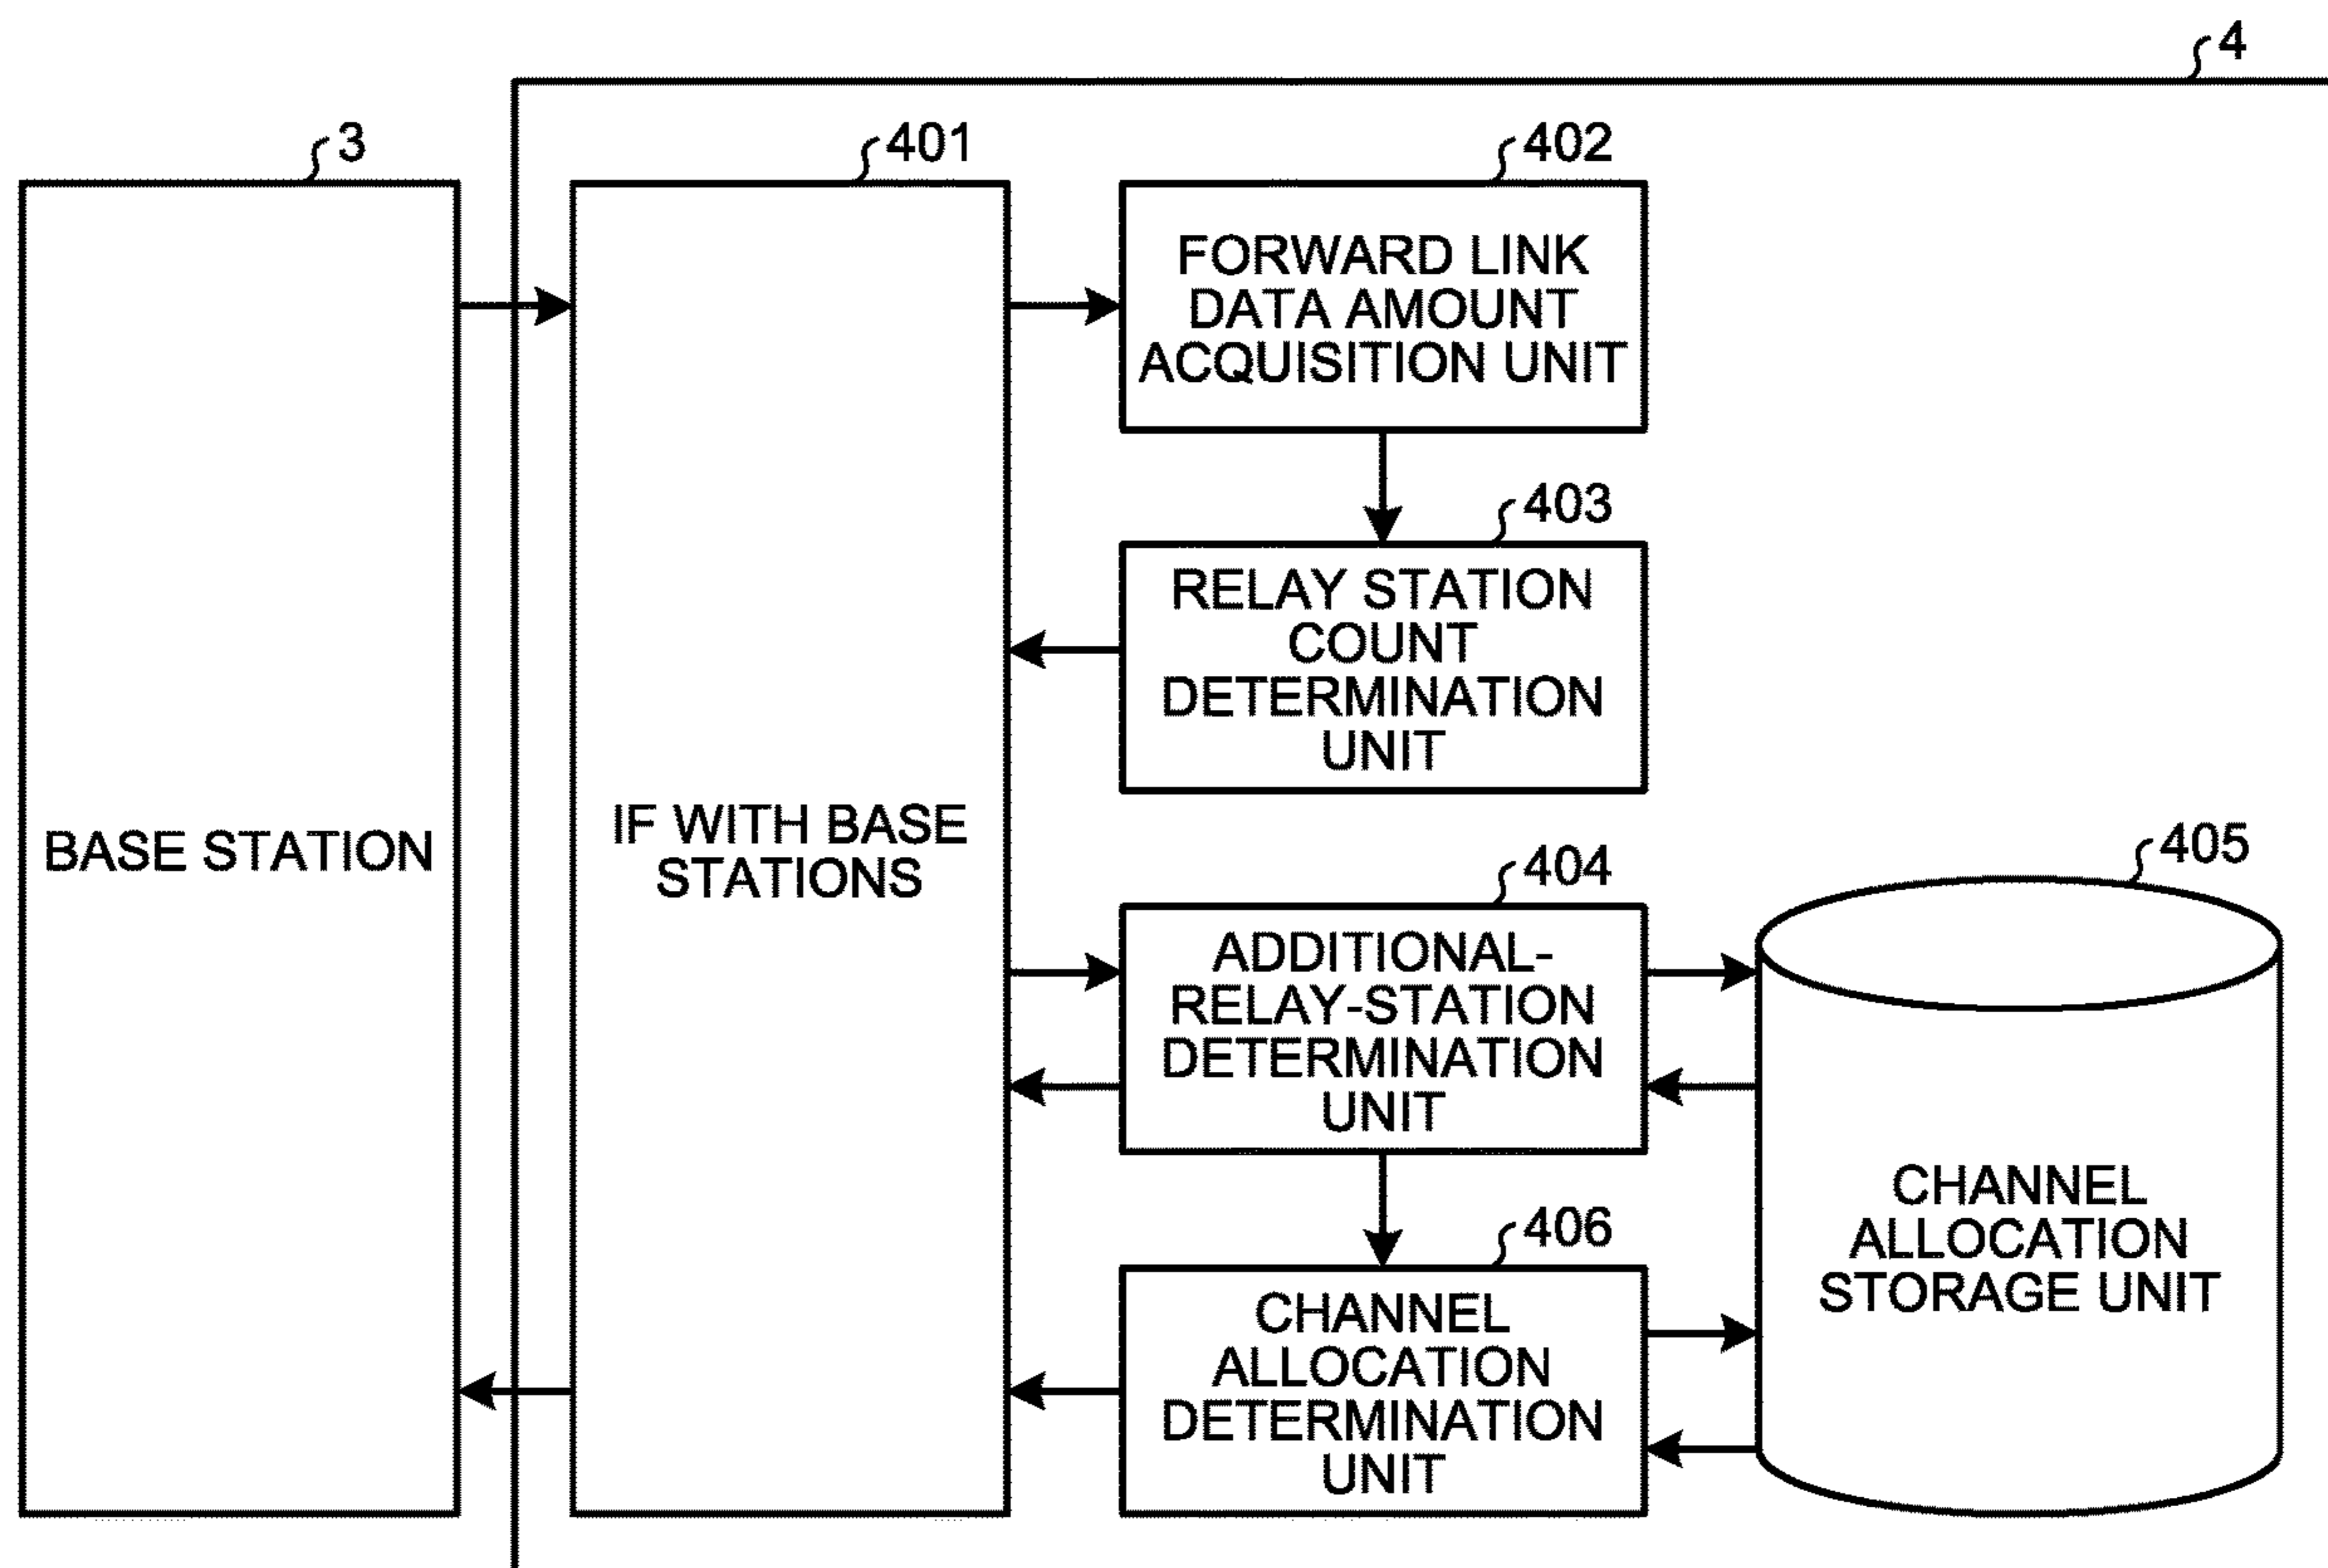 4
3
401
402
FORWARD LINK
DATA AMOUNT
ACQUISITION UNIT
403
RELAY STATION
COUNT
DETERMINATION
UNIT
BASE STATION
IF WITH BASE
STATIONS
404
405
ADDITIONAL-
RELAY-STATION
DETERMINATION
UNIT
CHANNEL
ALLOCATION
STORAGE UNIT
406
CHANNEL
ALLOCATION
DETERMINATION
UNIT